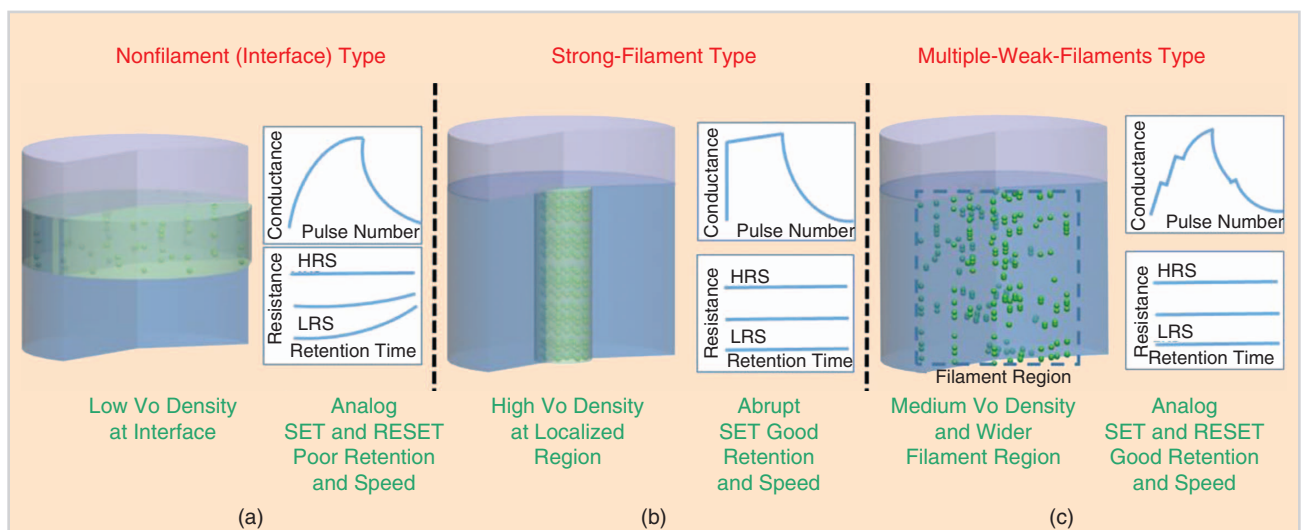 Nonfilament (Interface) Type
Conductance
Pulse Number
HRS
Resistance
LRS
Retention Time
Low Vo Density
at Interface
Analog
SET and RESET
Poor Retention
and Speed
(a)
Strong-Filament Type
Conductance
Pulse Number
HRS
Resistance
LRS
Retention Time
High Vo Density
at Localized
Region
Abrupt
SET Good
Retention
and Speed
(b)
Multiple-Weak-Filaments Type
Conductance
Pulse Number
HRS
Resistance
LRS
Retention Time
Filament Region
Medium Vo Density
and Wider
Filament Region
Analog
SET and RESET
Good Retention
and Speed
(c)